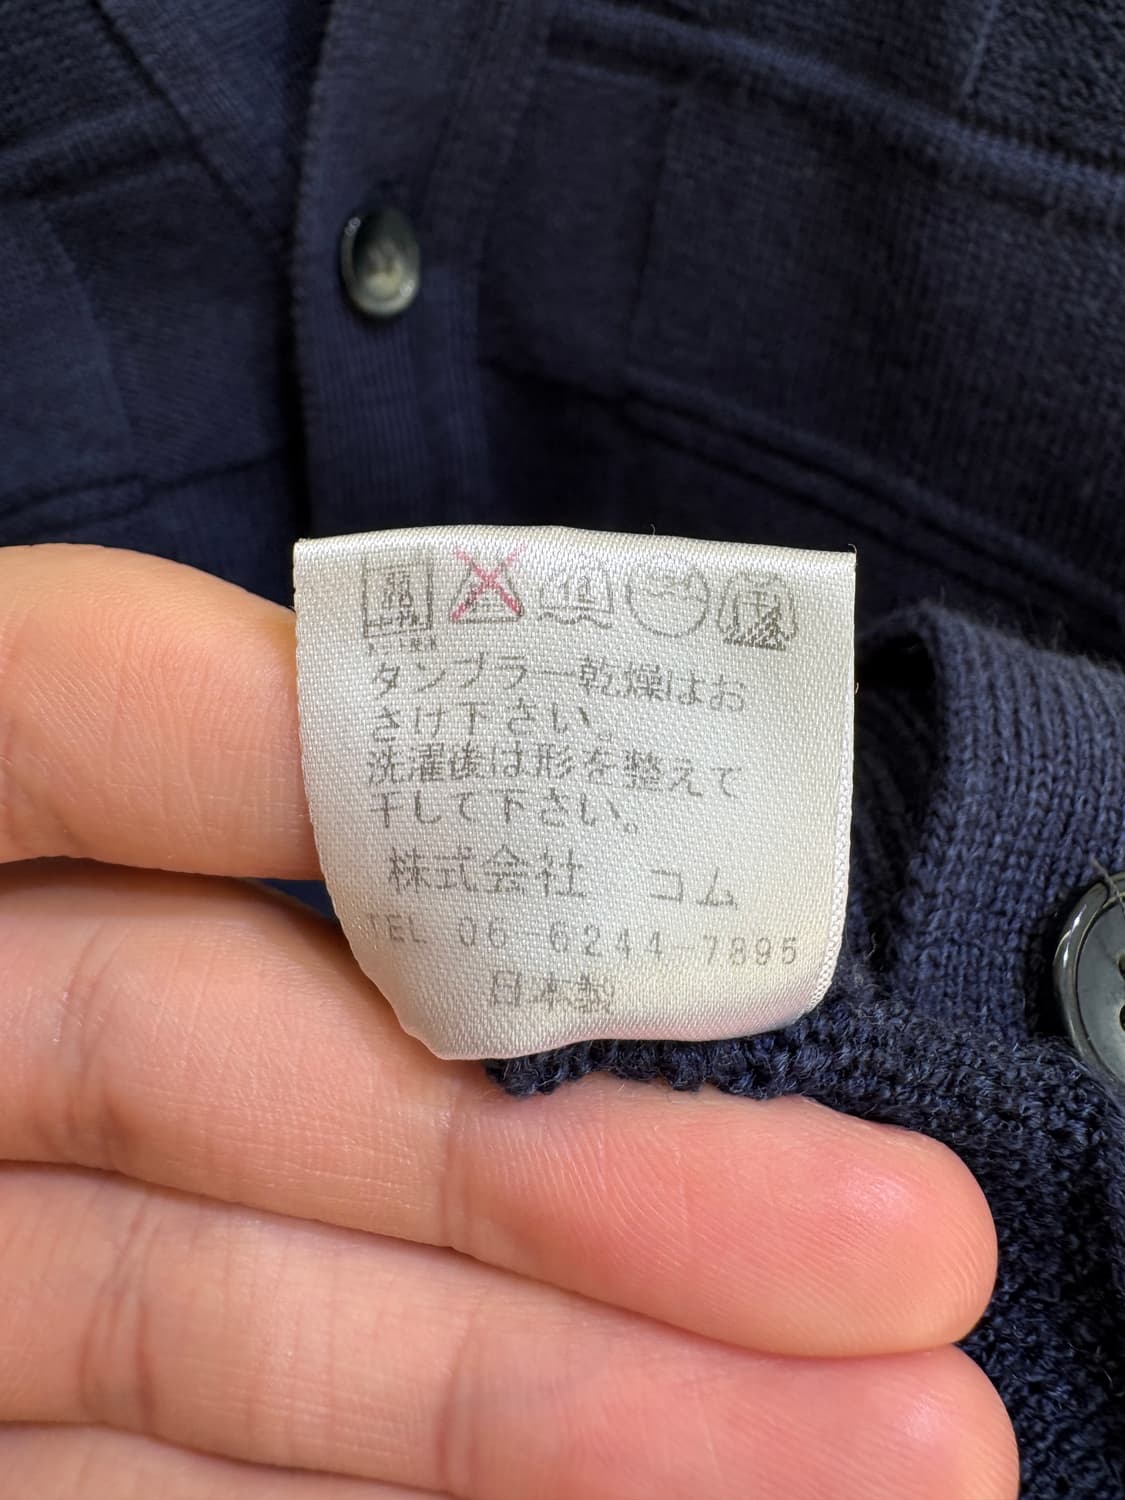 タンブラー乾燥はお
さけ下さい。
洗濯後は形を整えて
干して下さい。
株式会社 コム
TEL 06-6244-7895
日本製